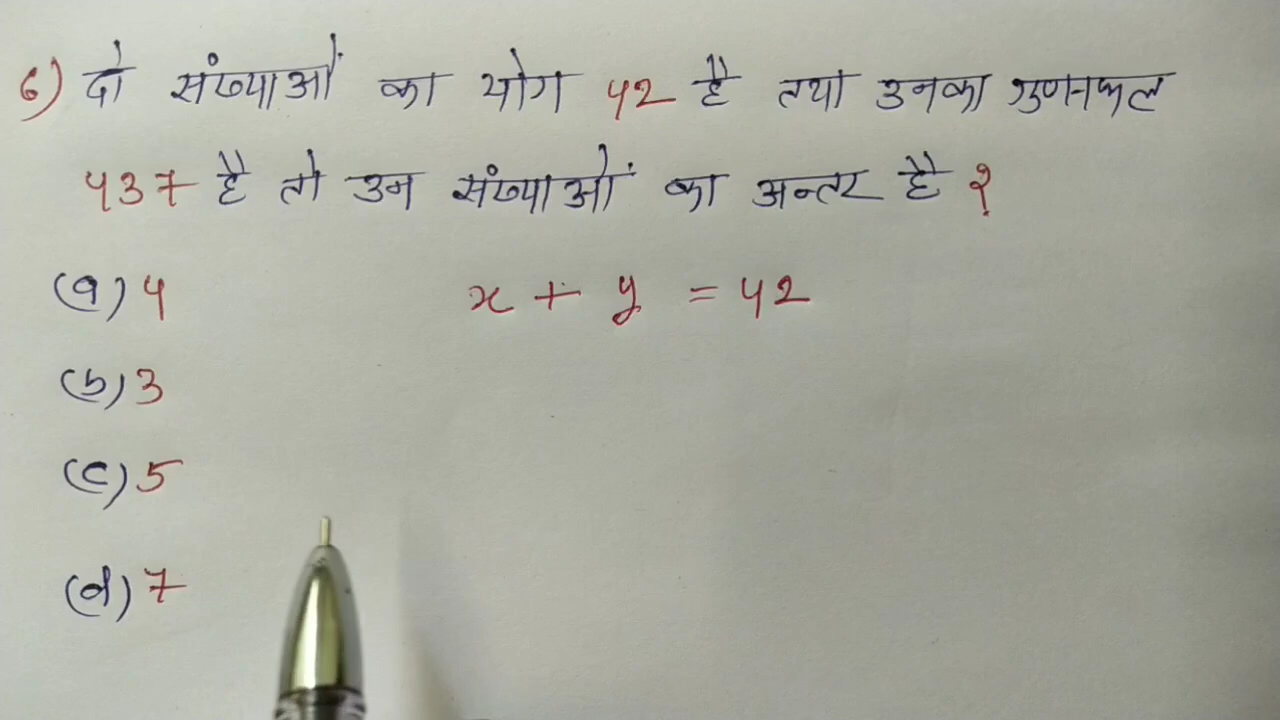 6) दो संख्याओं का योग 42 है तथा उनका गुणनफल
437 है तो उन संख्याओं का अन्तर है ?
(a) 4
x + y = 42
(b) 3
(c) 5
(d) 7